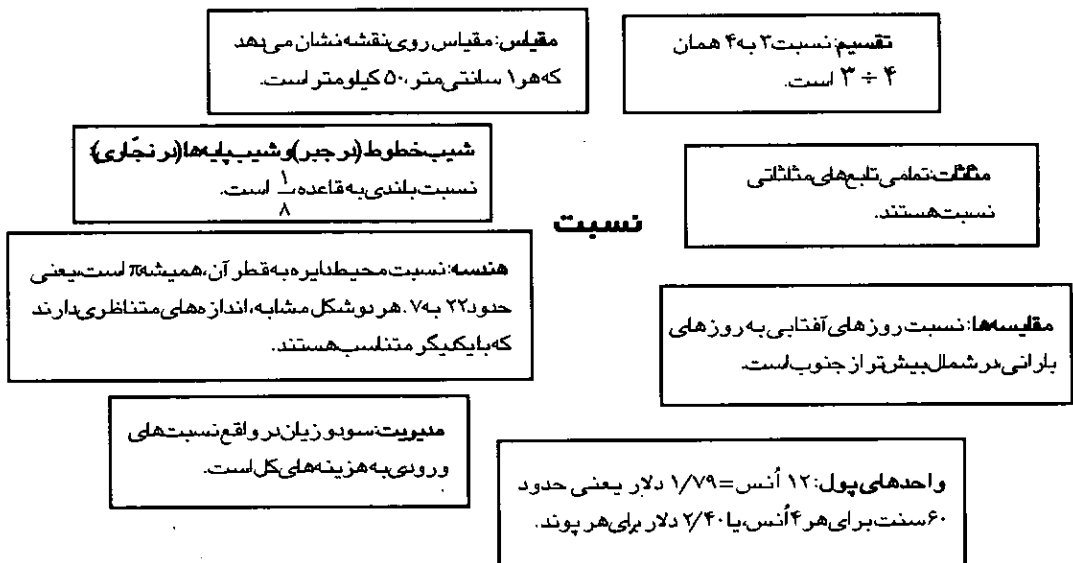 تقسیم: نسبت ۳ به ۴ همان
۳ ÷ ۴ است.
مقیاس: مقیاس روی نقشه نشان می‌دهد
که هر ۱ سانتی‌متر، ۵۰ کیلومتر است.
مثلثات: تمامی تابع‌های مثلثاتی
نسبت هستند.
شیب خطوط (در جبر) و شیب پایه‌ها (در نجّاری):
نسبت بلندی به قاعده ۱/۸ است.
نسبت
هندسه: نسبت محیط دایره به قطر آن، همیشه π است، یعنی
حدود ۲۲ به ۷. هر دو شکل مشابه، اندازه‌های متناظری دارند
که با یکدیگر متناسب هستند.
مقایسه‌ها: نسبت روزهای آفتابی به روزهای
بارانی، در شمال بیش‌تر از جنوب است.
مدیریت: سود و زیان در واقع نسبت‌های
ورودی به هزینه‌های کل است.
واحدهای پول: ۱۲ اُنس = ۱/۷۹ دلار یعنی حدود
۶۰ سنت برای هر ۴ اُنس، یا ۲/۴۰ دلار برای هر پوند.